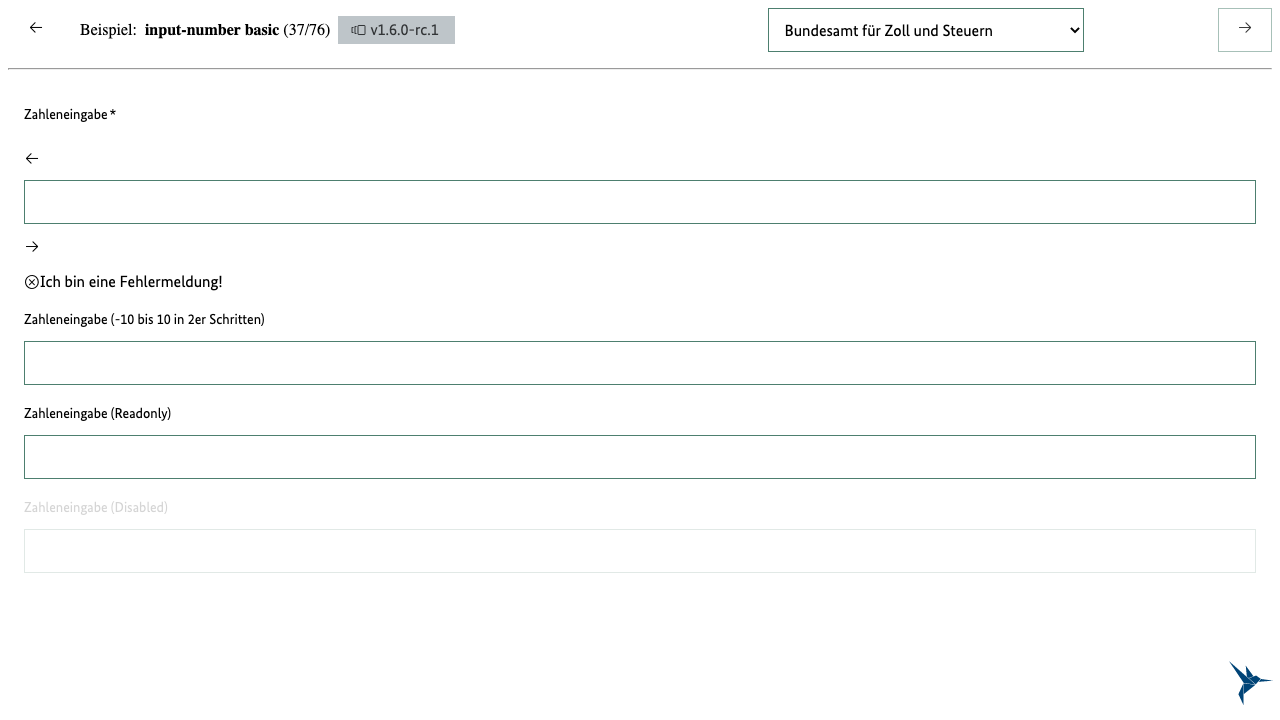 ← Beispiel: input-number basic (37/76) v1.6.0-rc.1 Bundesamt für Zoll und Steuern →
Zahleneingabe*
←
→
Ich bin eine Fehlermeldung!
Zahleneingabe (-10 bis 10 in 2er Schritten)
Zahleneingabe (Readonly)
Zahleneingabe (Disabled)